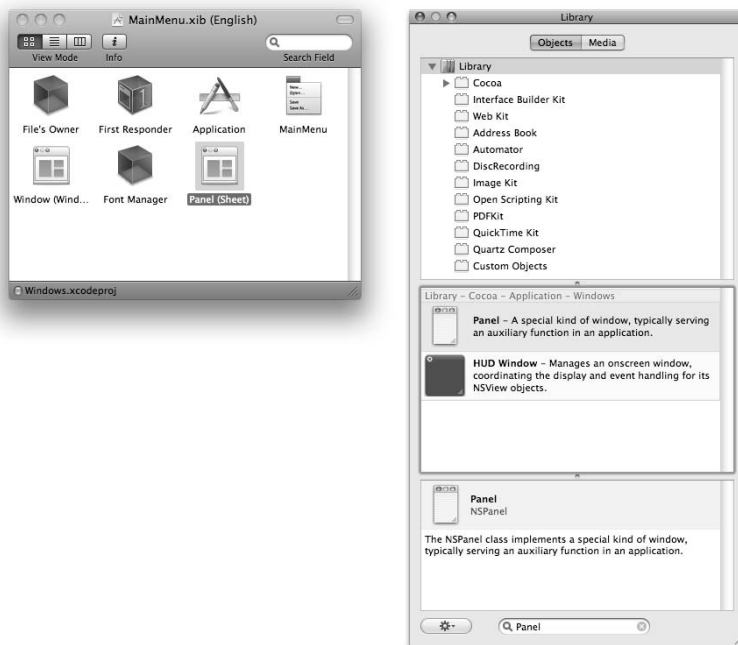 MainMenu.xib (English)
View Mode
Info
Search Field
New...
Open...
Save
Save As...
File's Owner
First Responder
Application
MainMenu
Window (Wind...
Font Manager
Panel (Sheet)
Windows.xcodeproj
Library
Objects
Media
Library
Cocoa
Interface Builder Kit
Web Kit
Address Book
Automator
DiscRecording
Image Kit
Open Scripting Kit
PDFKit
QuickTime Kit
Quartz Composer
Custom Objects
Library – Cocoa – Application – Windows
Panel – A special kind of window, typically serving
an auxiliary function in an application.
HUD Window – Manages an onscreen window,
coordinating the display and event handling for its
NSView objects.
Panel
NSPanel
The NSPanel class implements a special kind of window,
typically serving an auxiliary function in an application.
Panel